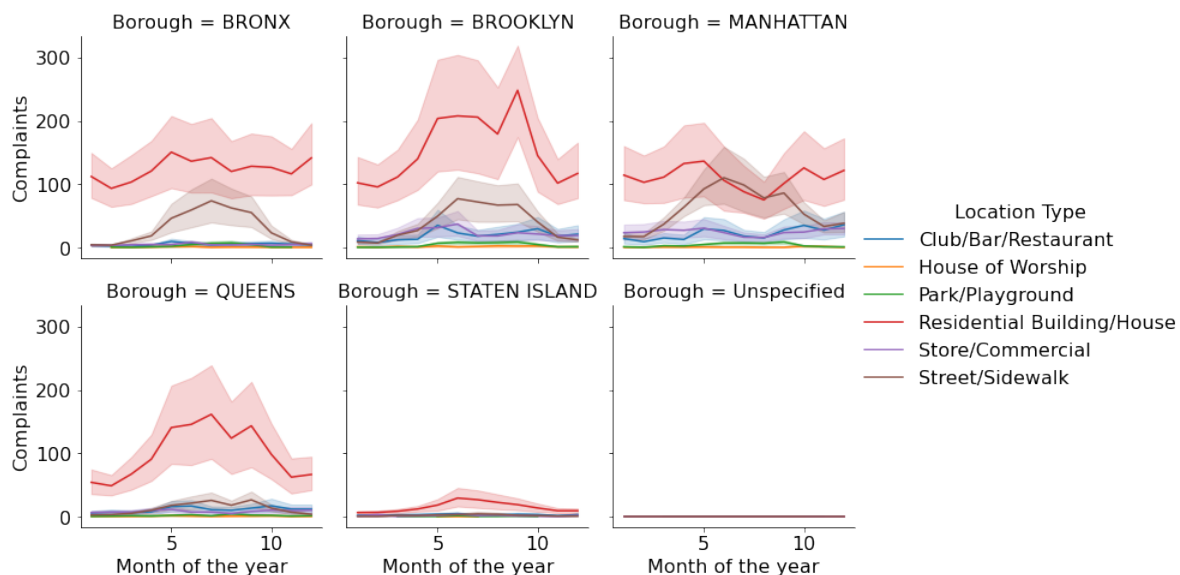 Borough = BRONX
Borough = BROOKLYN
Borough = MANHATTAN
300
200
100
0
Complaints
Location Type
Club/Bar/Restaurant
House of Worship
Park/Playground
Residential Building/House
Store/Commercial
Street/Sidewalk
Borough = QUEENS
Borough = STATEN ISLAND
Borough = Unspecified
300
200
100
0
Complaints
5
10
5
10
5
10
Month of the year
Month of the year
Month of the year